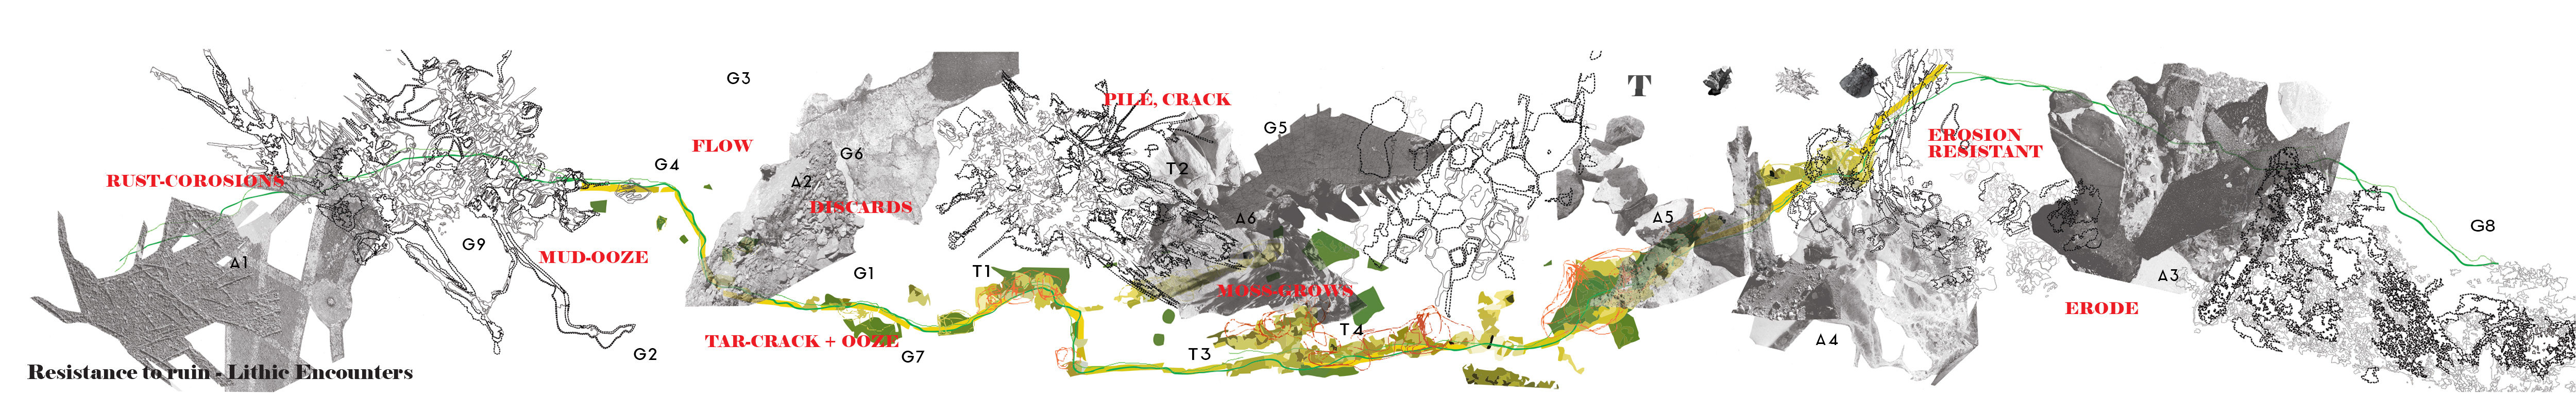 G3
T
PILE, CRACK
G5
EROSION
RESISTANT
FLOW
G6
G4
T2
RUST-COROSIONS
A2
DISCARDS
A6
A5
G8
G9
MUD-OOZE
A1
G1
T1
A3
MOSS-GROWS
ERODE
T4
TAR-CRACK + OOZE
A4
G2
G7
T3
Resistance to ruin - Lithic Encounters